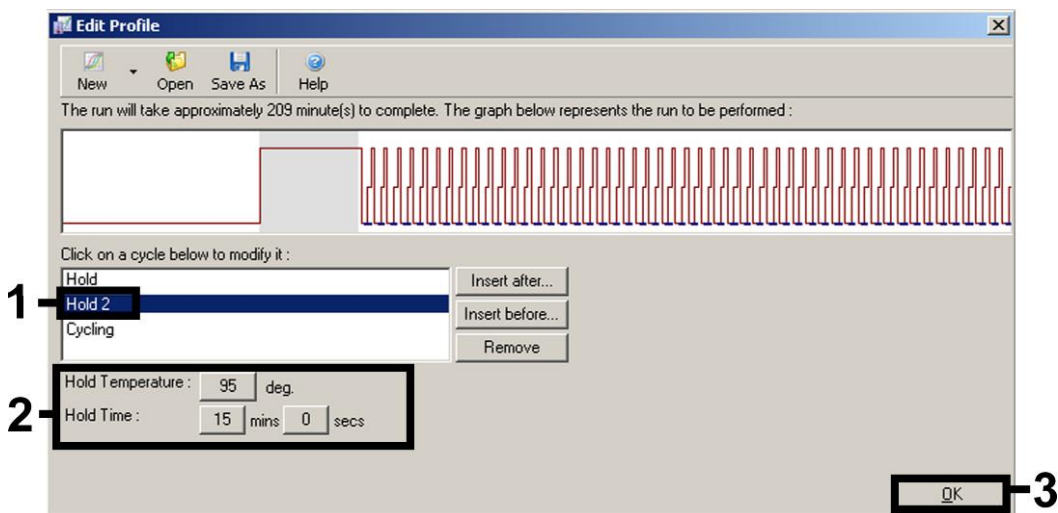 Edit Profile
New Open Save As Help
The run will take approximately 209 minute(s) to complete. The graph below represents the run to be performed :
Click on a cycle below to modify it :
Hold
Insert after...
1
Hold 2
Insert before...
Cycling
Remove
2
Hold Temperature : 95 deg.
Hold Time : 15 mins 0 secs
OK
3